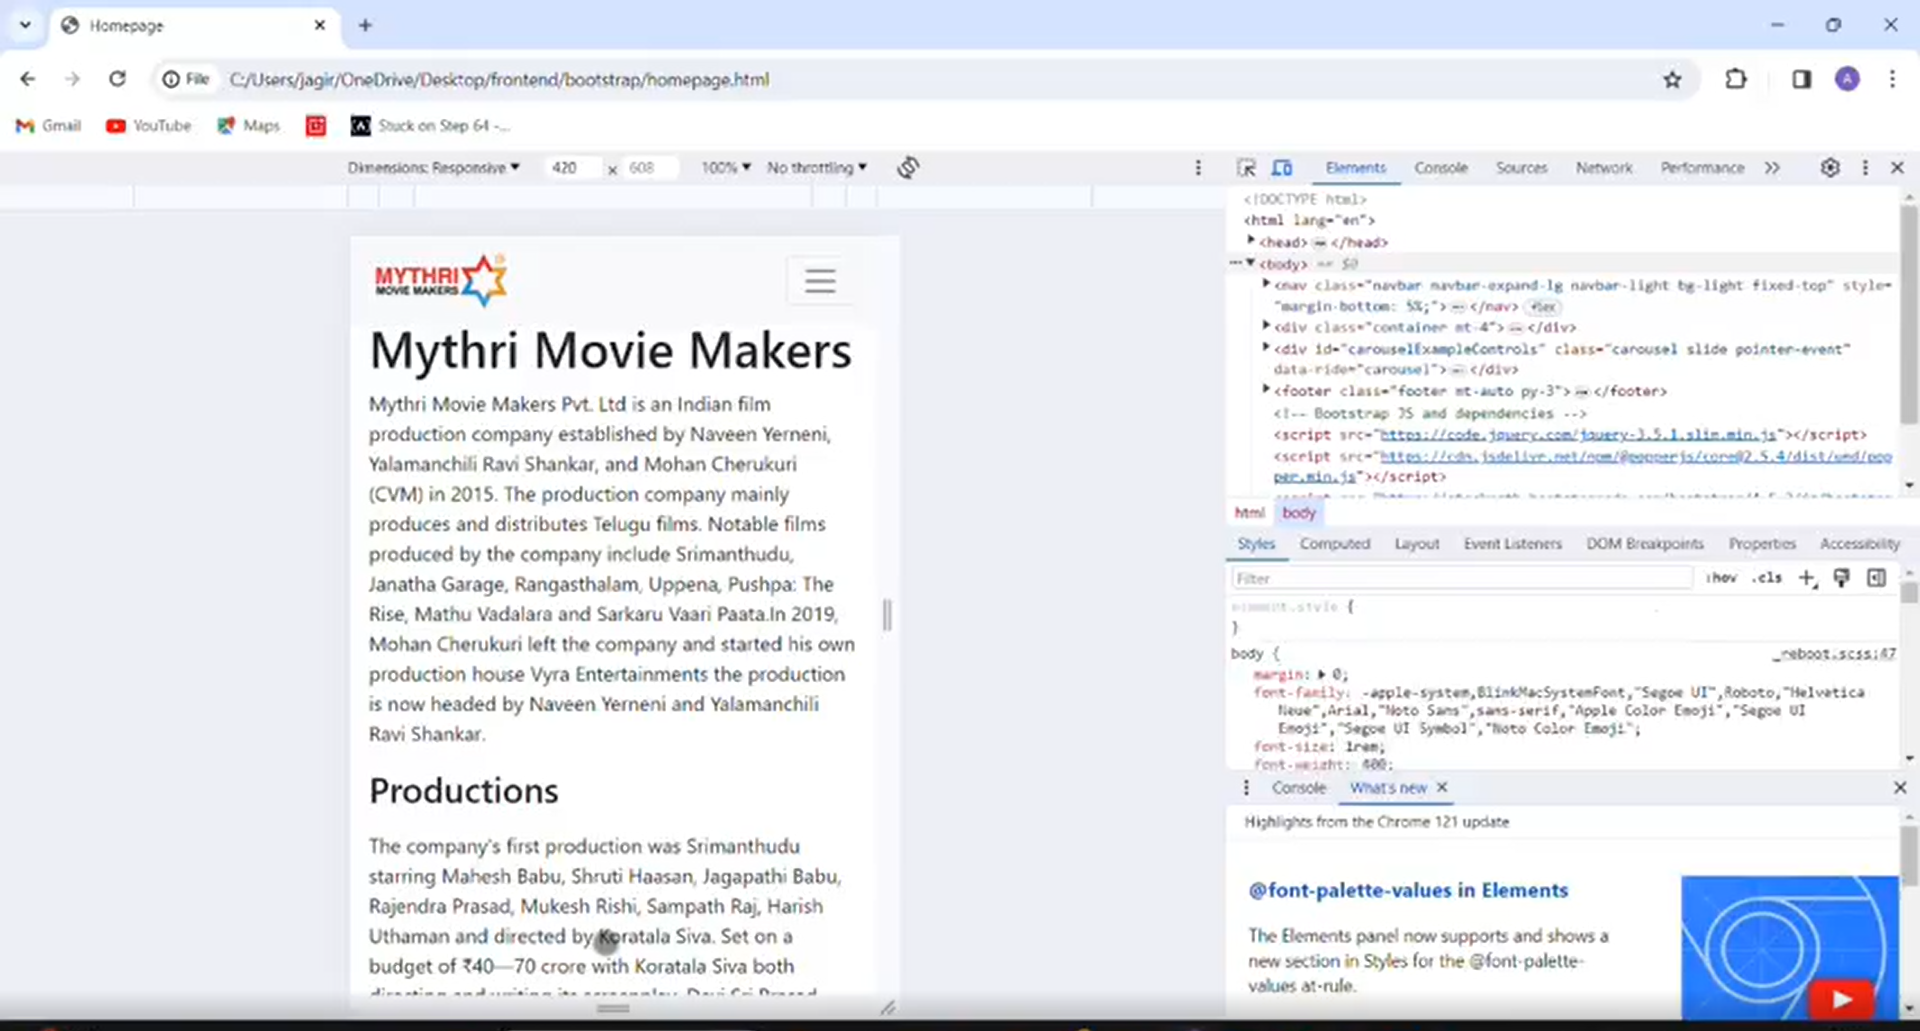 Homepage
File C:/Users/jagir/OneDrive/Desktop/frontend/bootstrap/homepage.html
A
Gmail YouTube Maps Stuck on Step 64 -...
Dimensions: Responsive 420 x 608 100% No throttling
Elements Console Sources Network Performance
MYTHRI
MOVIE MAKERS
Mythri Movie Makers
Mythri Movie Makers Pvt. Ltd is an Indian film
production company established by Naveen Yerneni,
Yalamanchili Ravi Shankar, and Mohan Cherukuri
(CVM) in 2015. The production company mainly
produces and distributes Telugu films. Notable films
produced by the company include Srimanthudu,
Janatha Garage, Rangasthalam, Uppena, Pushpa: The
Rise, Mathu Vadalara and Sarkaru Vaari Paata.In 2019,
Mohan Cherukuri left the company and started his own
production house Vyra Entertainments the production
is now headed by Naveen Yerneni and Yalamanchili
Ravi Shankar.
Productions
The company's first production was Srimanthudu
starring Mahesh Babu, Shruti Haasan, Jagapathi Babu,
Rajendra Prasad, Mukesh Rishi, Sampath Raj, Harish
Uthaman and directed by Koratala Siva. Set on a
budget of ₹40—70 crore with Koratala Siva both
directing and writing its screenplay, Devi Sri Prasad
<!DOCTYPE html>
<html lang="en">
<head> </head>
<body> == $0
<nav class="navbar navbar-expand-lg navbar-light bg-light fixed-top" style=
"margin-bottom: 5%;"> </nav> flex
<div class="container mt-4"> </div>
<div id="carouselExampleControls" class="carousel slide pointer-event"
data-ride="carousel"> </div>
<footer class="footer mt-auto py-3"> </footer>
<!-- Bootstrap JS and dependencies -->
<script src="https://code.jquery.com/jquery-3.5.1.slim.min.js"></script>
<script src="https://cdn.jsdelivr.net/npm/@popperjs/core@2.5.4/dist/umd/pop
per.min.js"></script>
html body
Styles Computed Layout Event Listeners DOM Breakpoints Properties Accessibility
Filter :hov .cls
element.style {
}
body { _reboot.scss:47
margin: 0;
font-family: -apple-system,BlinkMacSystemFont,"Segoe UI",Roboto,"Helvetica
Neue",Arial,"Noto Sans",sans-serif,"Apple Color Emoji","Segoe UI
Emoji","Segoe UI Symbol","Noto Color Emoji";
font-size: 1rem;
font-weight: 400;
Console What's new
Highlights from the Chrome 121 update
@font-palette-values in Elements
The Elements panel now supports and shows a
new section in Styles for the @font-palette-
values at-rule.